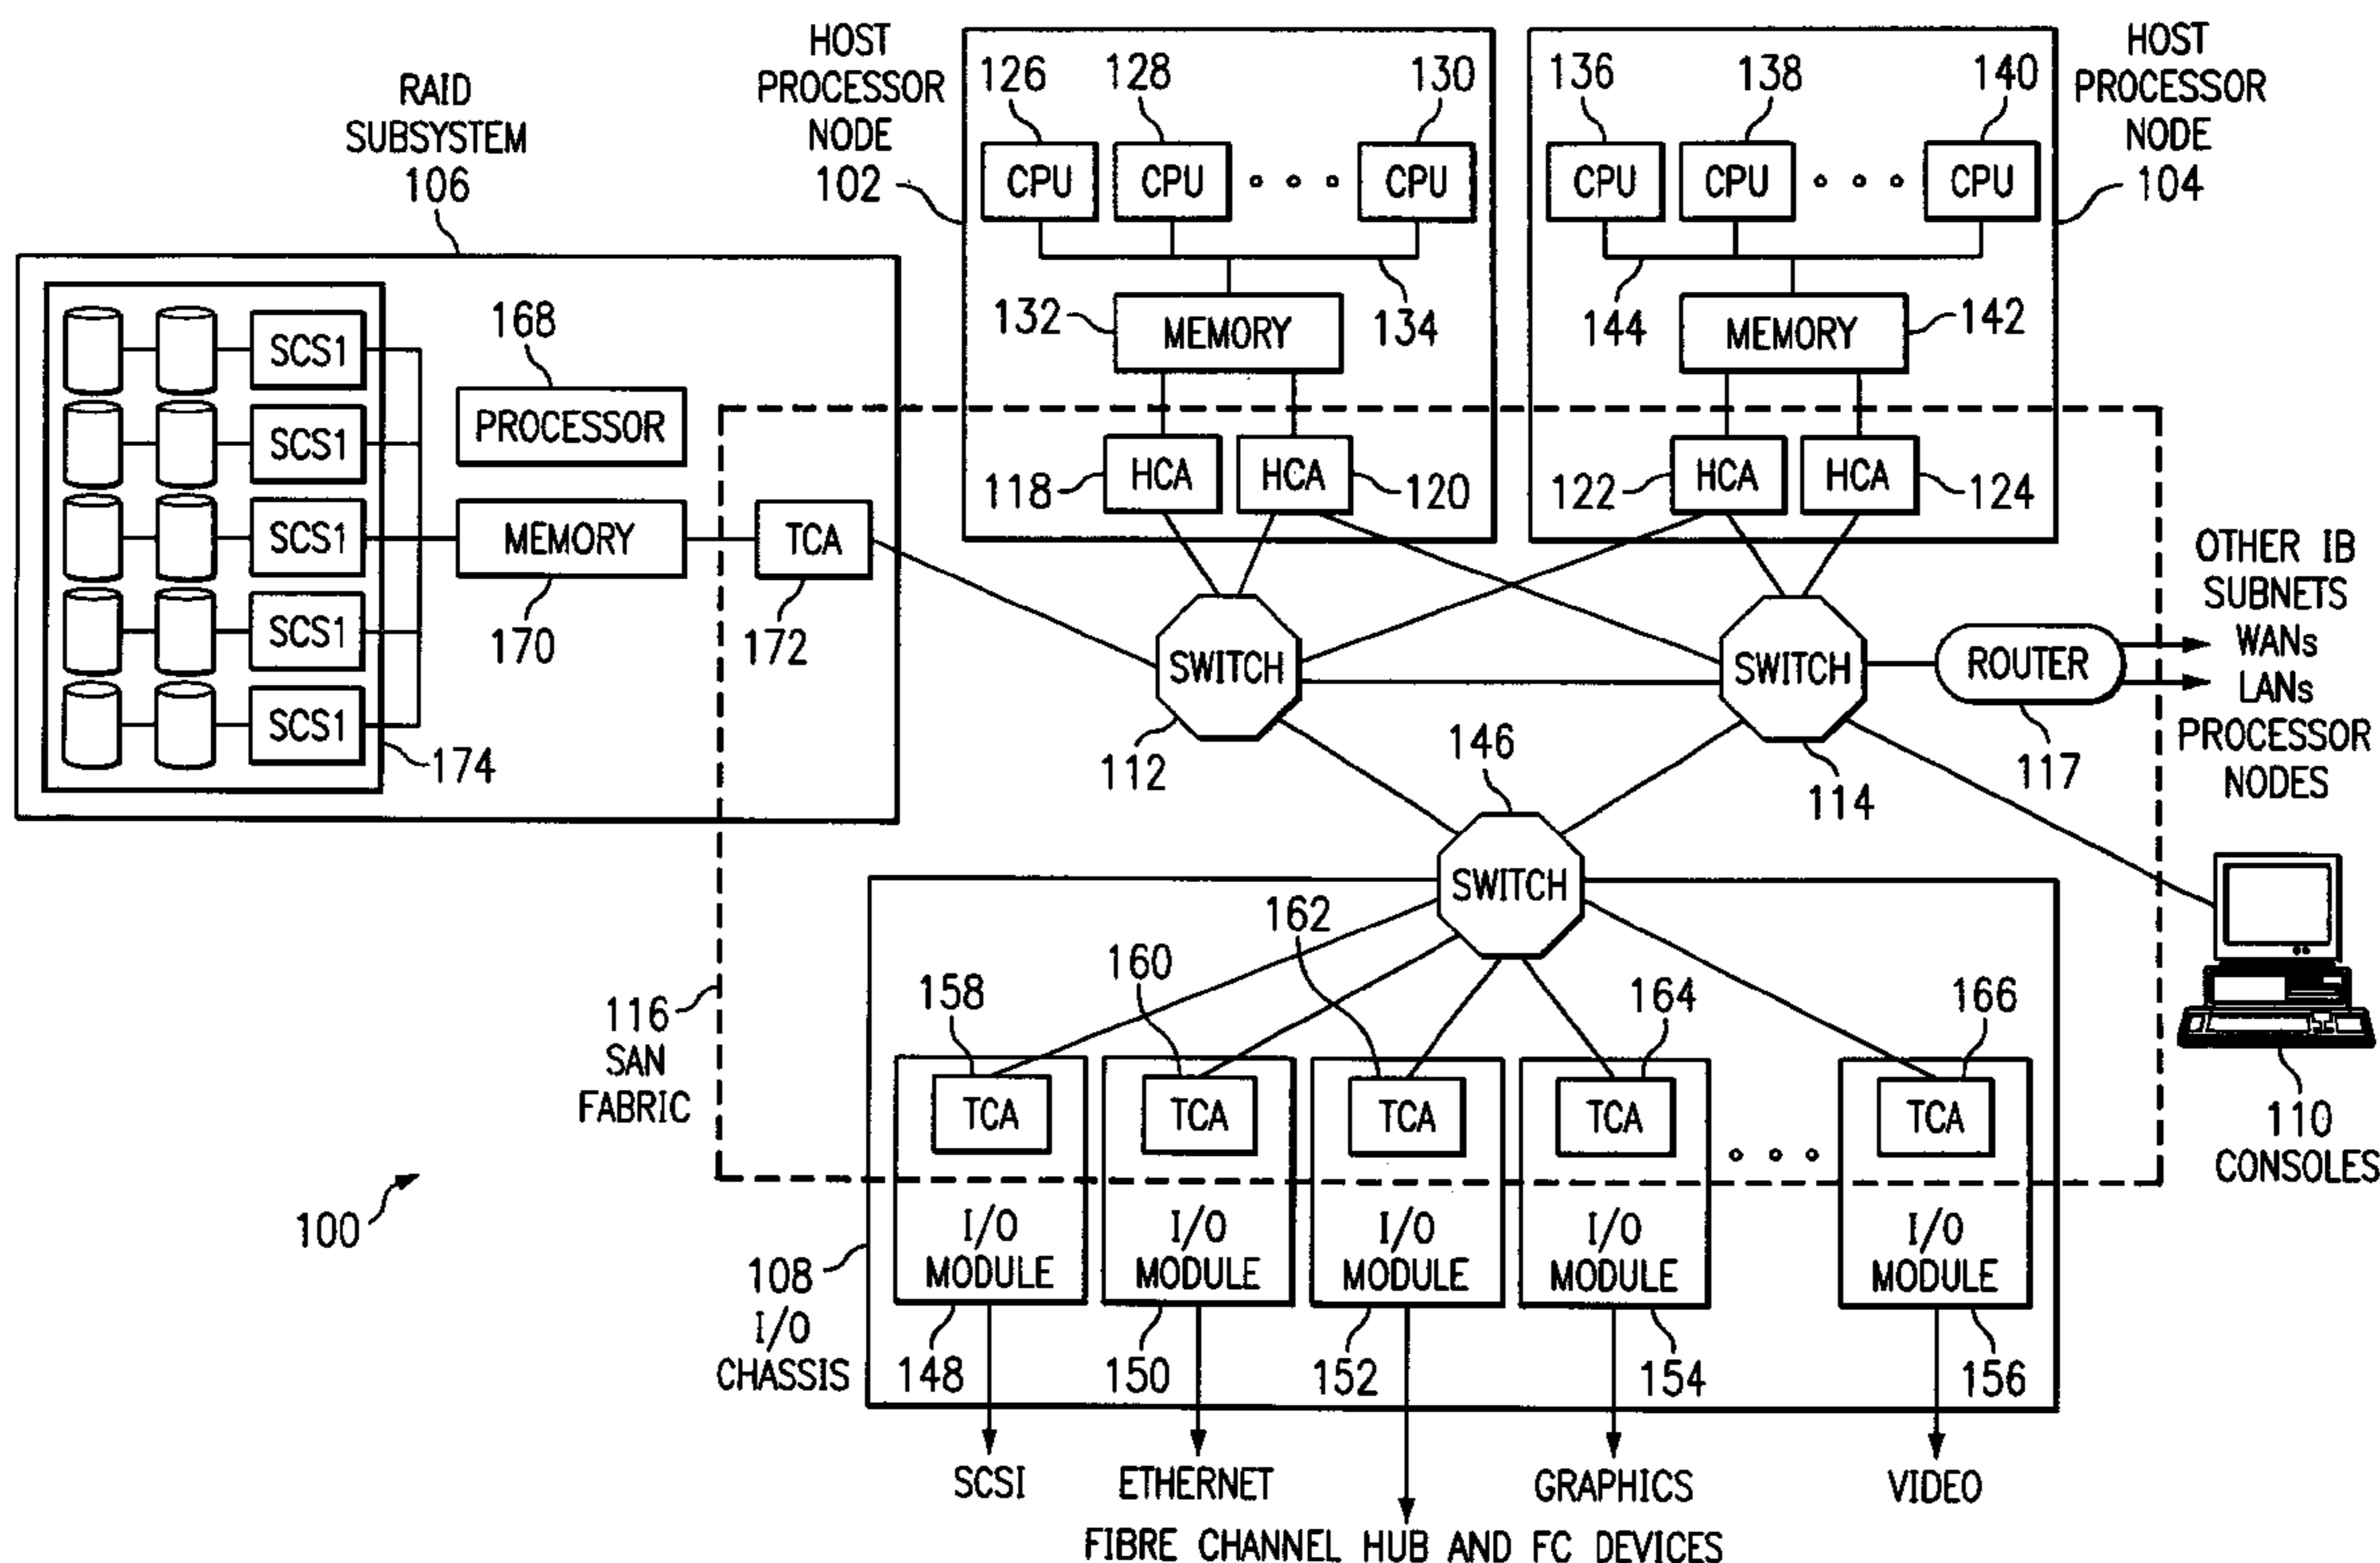 RAID
SUBSYSTEM
106
HOST
PROCESSOR
NODE
102
126
128
130
CPU
CPU
CPU
134
132
MEMORY
118
HCA
HCA
120
HOST
PROCESSOR
NODE
104
136
138
140
CPU
CPU
CPU
144
MEMORY
142
122
HCA
HCA
124
SCS1
SCS1
SCS1
SCS1
SCS1
174
168
PROCESSOR
MEMORY
170
TCA
172
SWITCH
112
SWITCH
114
ROUTER
117
OTHER IB
SUBNETS
WANs
LANs
PROCESSOR
NODES
146
SWITCH
110
CONSOLES
116
SAN
FABRIC
100
108
I/O
CHASSIS
158
TCA
I/O
MODULE
148
160
TCA
I/O
MODULE
150
162
TCA
I/O
MODULE
152
164
TCA
I/O
MODULE
154
166
TCA
I/O
MODULE
156
SCSI
ETHERNET
GRAPHICS
VIDEO
FIBRE CHANNEL HUB AND FC DEVICES